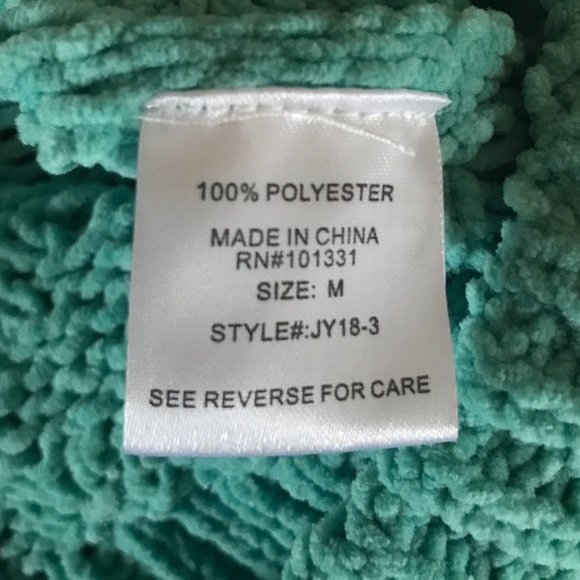 100% POLYESTER
MADE IN CHINA
RN#101331
SIZE: M
STYLE#:JY18-3
SEE REVERSE FOR CARE